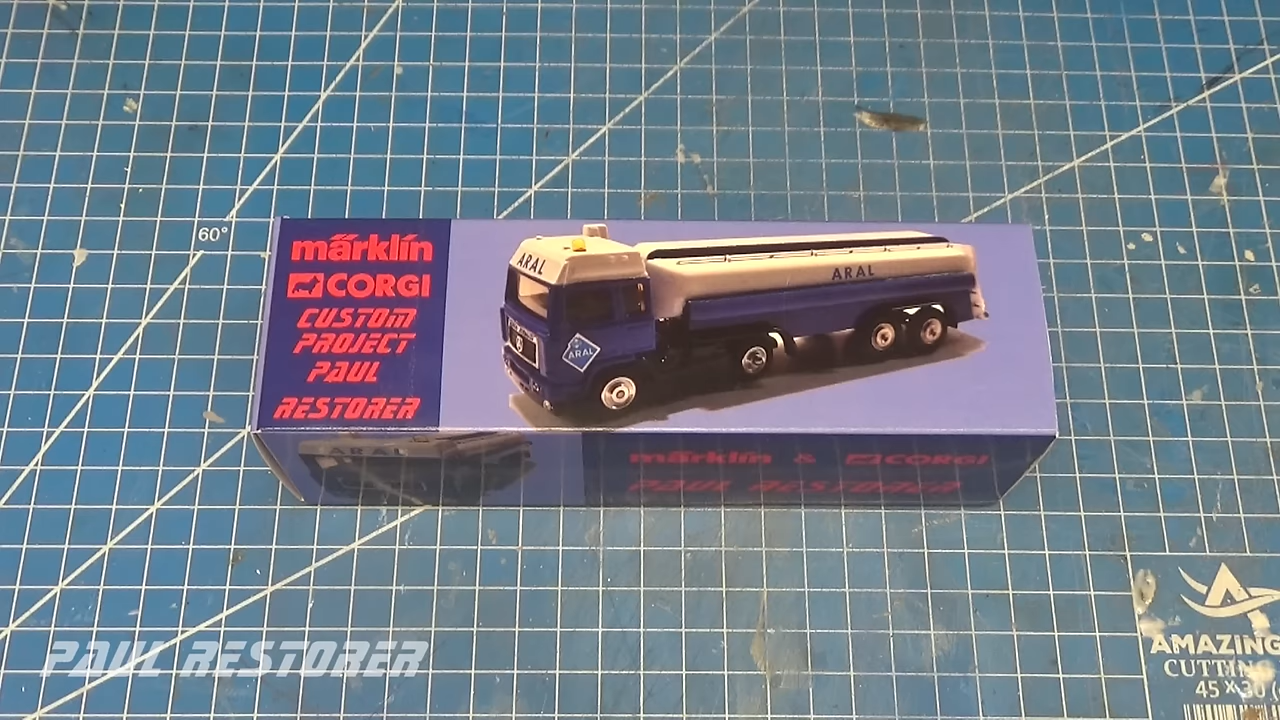 60°
märklin
CORGI
CUSTOM
PROJECT
PAUL
RESTORER
ARAL
ARAL
ARAL
ARAL
märklin & CORGI
PAUL RESTORER
PAUL RESTORER
AMAZING
CUTTING
45 x 30